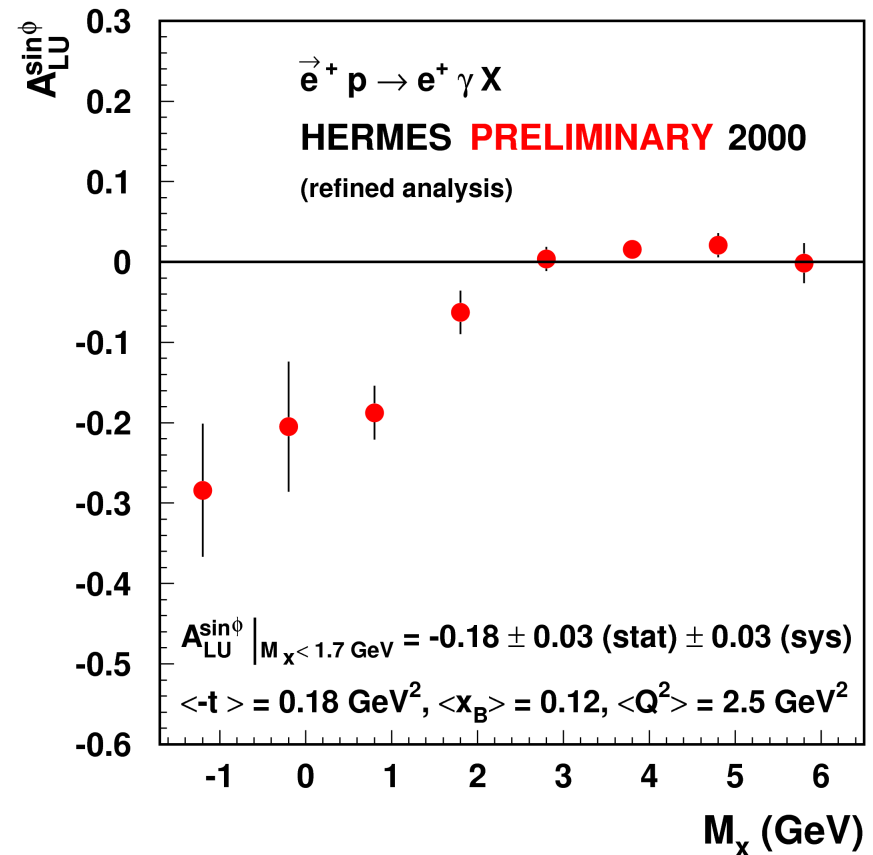 A_LU^sinϕ
0.3
0.2
0.1
0
-0.1
-0.2
-0.3
-0.4
-0.5
-0.6
e⃗⁺ p → e⁺ γ X
HERMES PRELIMINARY 2000
(refined analysis)
A_LU^sinϕ |_{M_x < 1.7 GeV} = -0.18 ± 0.03 (stat) ± 0.03 (sys)
<-t > = 0.18 GeV², <x_B> = 0.12, <Q²> = 2.5 GeV²
-1 0 1 2 3 4 5 6
M_x (GeV)